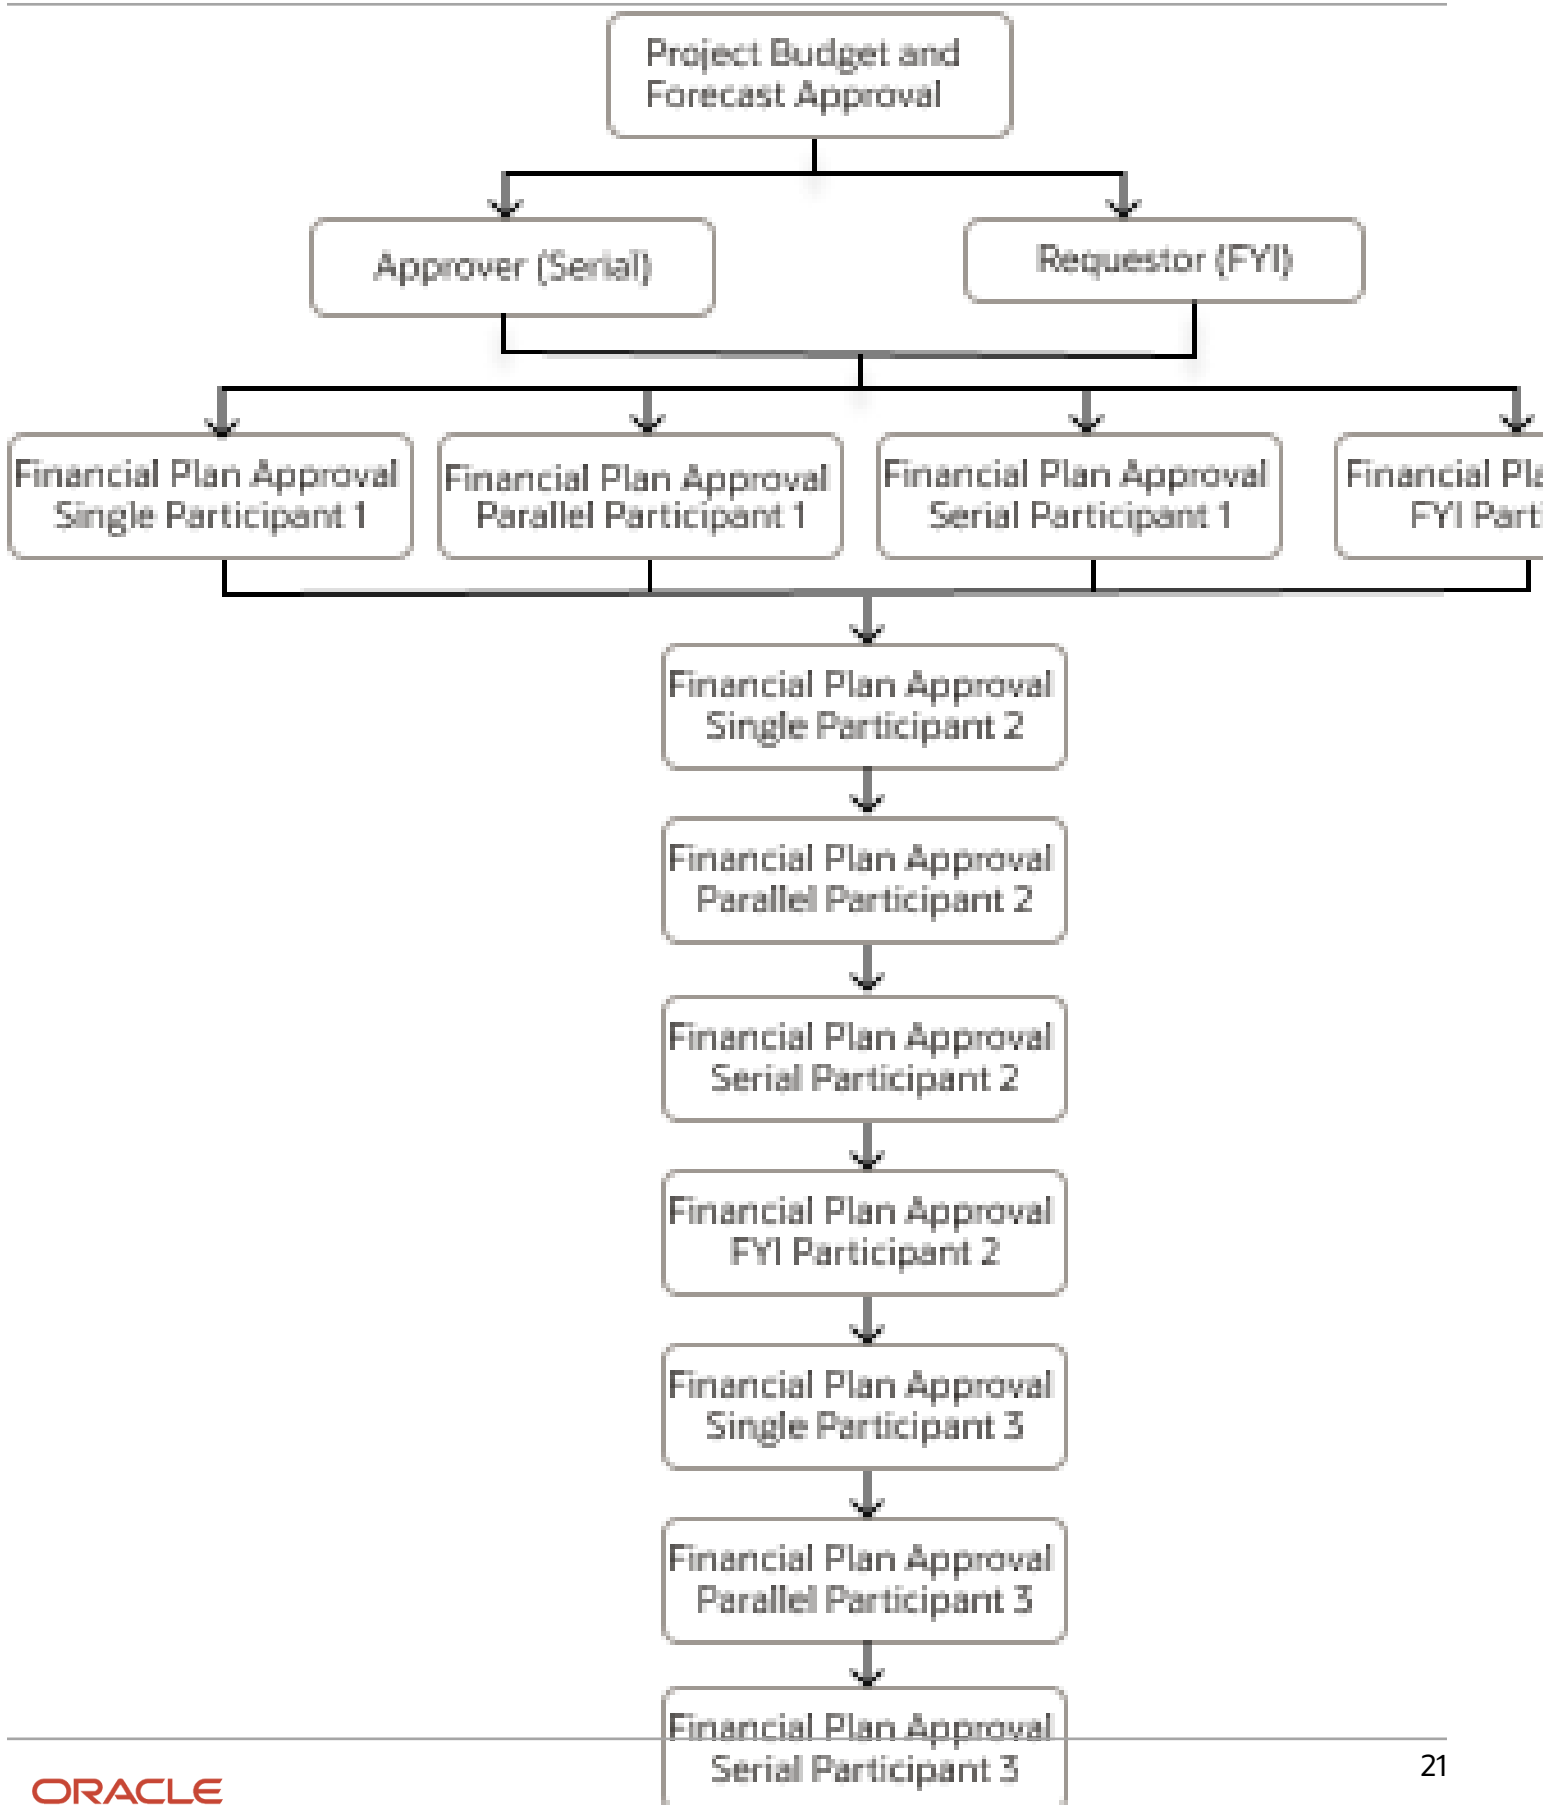 Project Budget and
Forecast Approval
Approver (Serial)
Requestor (FYI)
Financial Plan Approval
Single Participant 1
Financial Plan Approval
Parallel Participant 1
Financial Plan Approval
Serial Participant 1
Financial
FYI
Financial Plan Approval
Single Participant 2
Financial Plan Approval
Parallel Participant 2
Financial Plan Approval
Serial Participant 2
Financial Plan Approval
FYI Participant 2
Financial Plan Approval
Single Participant 3
Financial Plan Approval
Parallel Participant 3
Financial Plan Approval
Serial Participant 3
ORACLE
21